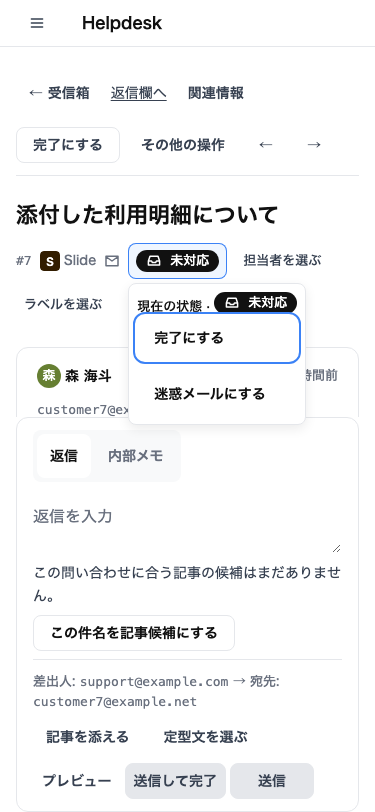 Helpdesk
← 受信箱 返信欄へ 関連情報
完了にする その他の操作 ← →
添付した利用明細について
#7 S Slide 未対応 担当者を選ぶ
ラベルを選ぶ
現在の状態・ 未対応
完了にする
迷惑メールにする
森 森 海斗 時間前
customer7@ex
返信 内部メモ
返信を入力
この問い合わせに合う記事の候補はまだありませ
ん。
この件名を記事候補にする
差出人: support@example.com → 宛先:
customer7@example.net
記事を添える 定型文を選ぶ
プレビュー 送信して完了 送信